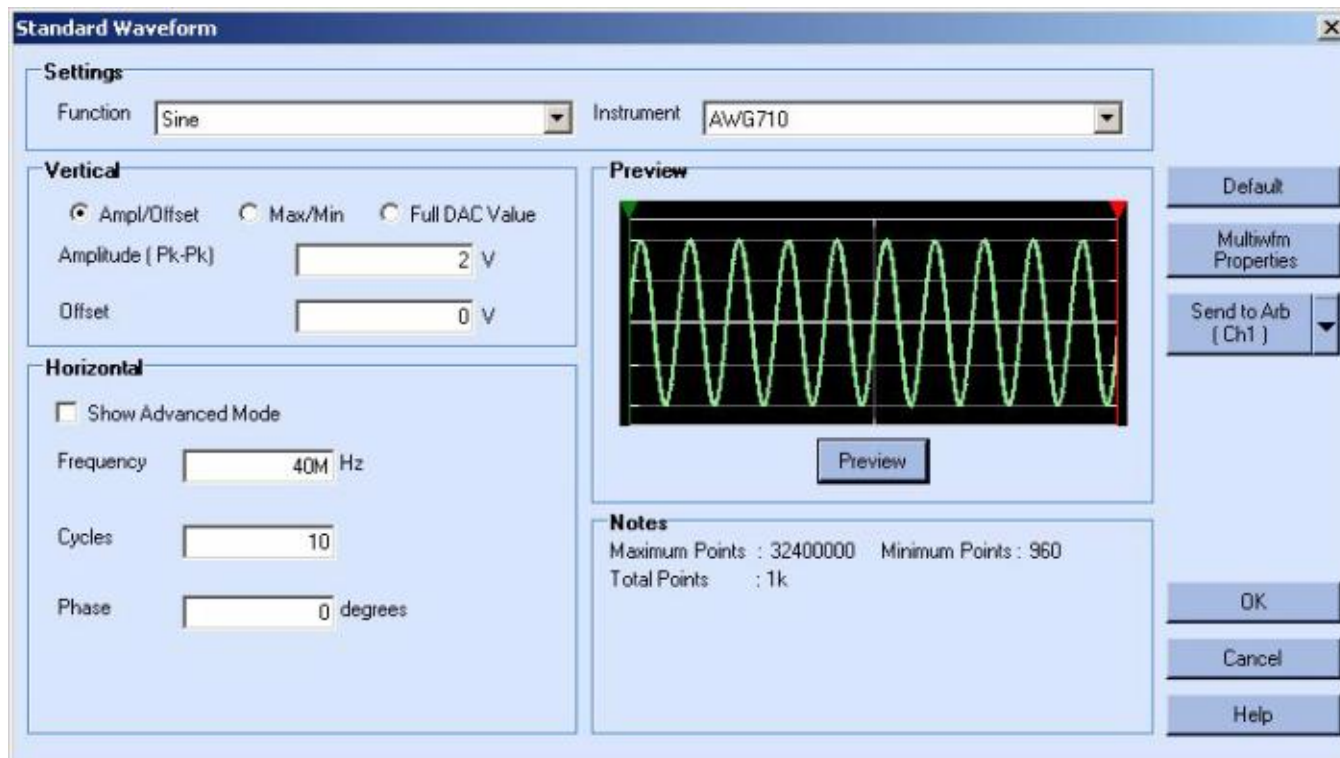 Standard Waveform
Settings
Function Sine Instrument AWG710
Vertical
Ampl/Offset Max/Min Full DAC Value
Amplitude ( Pk-Pk) 2 V
Offset 0 V
Horizontal
Show Advanced Mode
Frequency 40M Hz
Cycles 10
Phase 0 degrees
Preview
Preview
Notes
Maximum Points : 32400000 Minimum Points : 960
Total Points : 1k
Default
Multiwfm
Properties
Send to Arb
( Ch1 )
OK
Cancel
Help